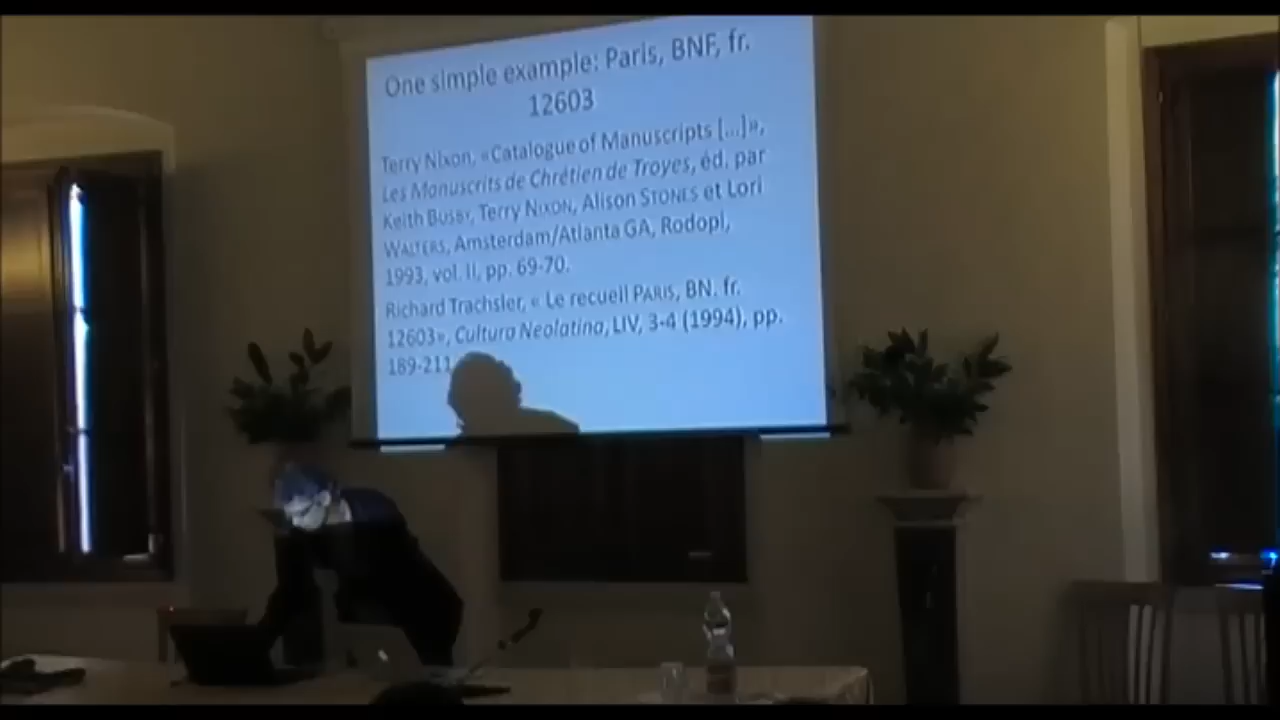 One simple example: Paris, BNF, fr.
12603
Terry Nixon, «Catalogue of Manuscripts [...]»,
Les Manuscrits de Chrétien de Troyes, éd. par
Keith Busby, Terry Nixon, Alison Stones et Lori
Walters, Amsterdam/Atlanta GA, Rodopi,
1993, vol. II, pp. 69-70.
Richard Trachsler, « Le recueil Paris, BN. fr.
12603», Cultura Neolatina, LIV, 3-4 (1994), pp.
189-211